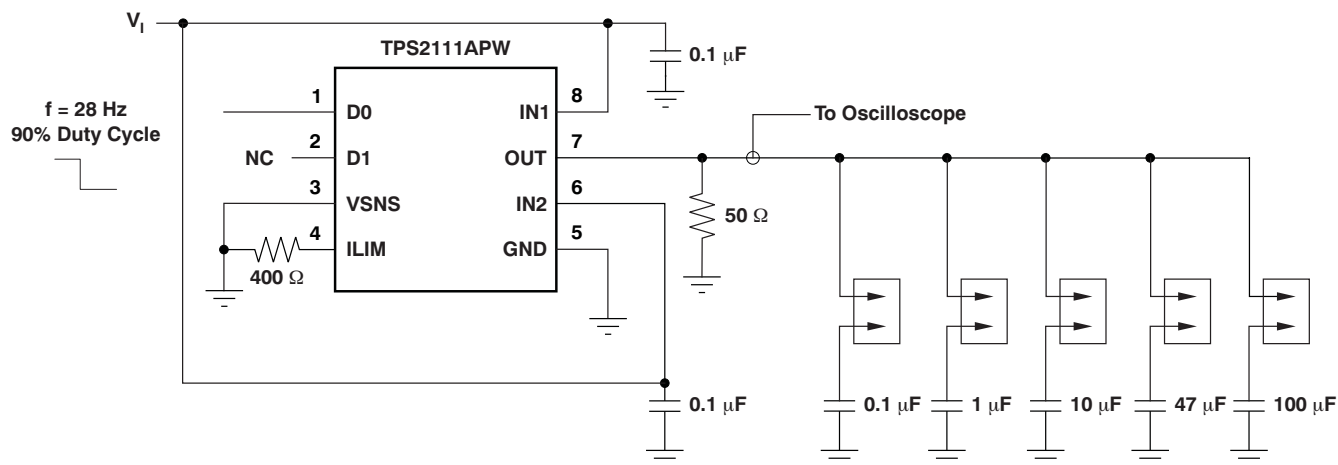 V_I
TPS2111APW
0.1 μF
f = 28 Hz
90% Duty Cycle
1
D0
IN1
8
To Oscilloscope
NC
2
D1
OUT
7
3
VSNS
IN2
6
50 Ω
4
ILIM
GND
5
400 Ω
0.1 μF
0.1 μF
1 μF
10 μF
47 μF
100 μF